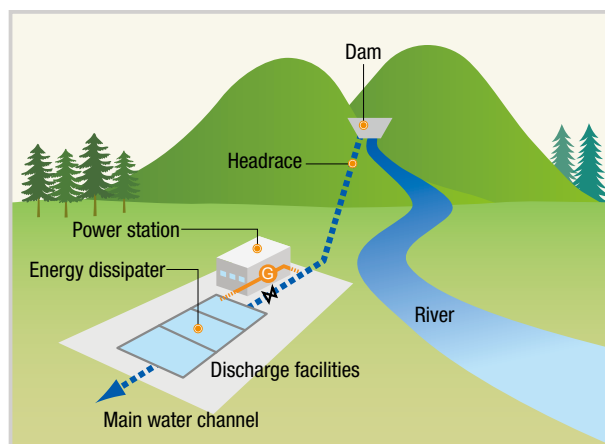 Dam
Headrace
Power station
G
Energy dissipater
River
Discharge facilities
Main water channel